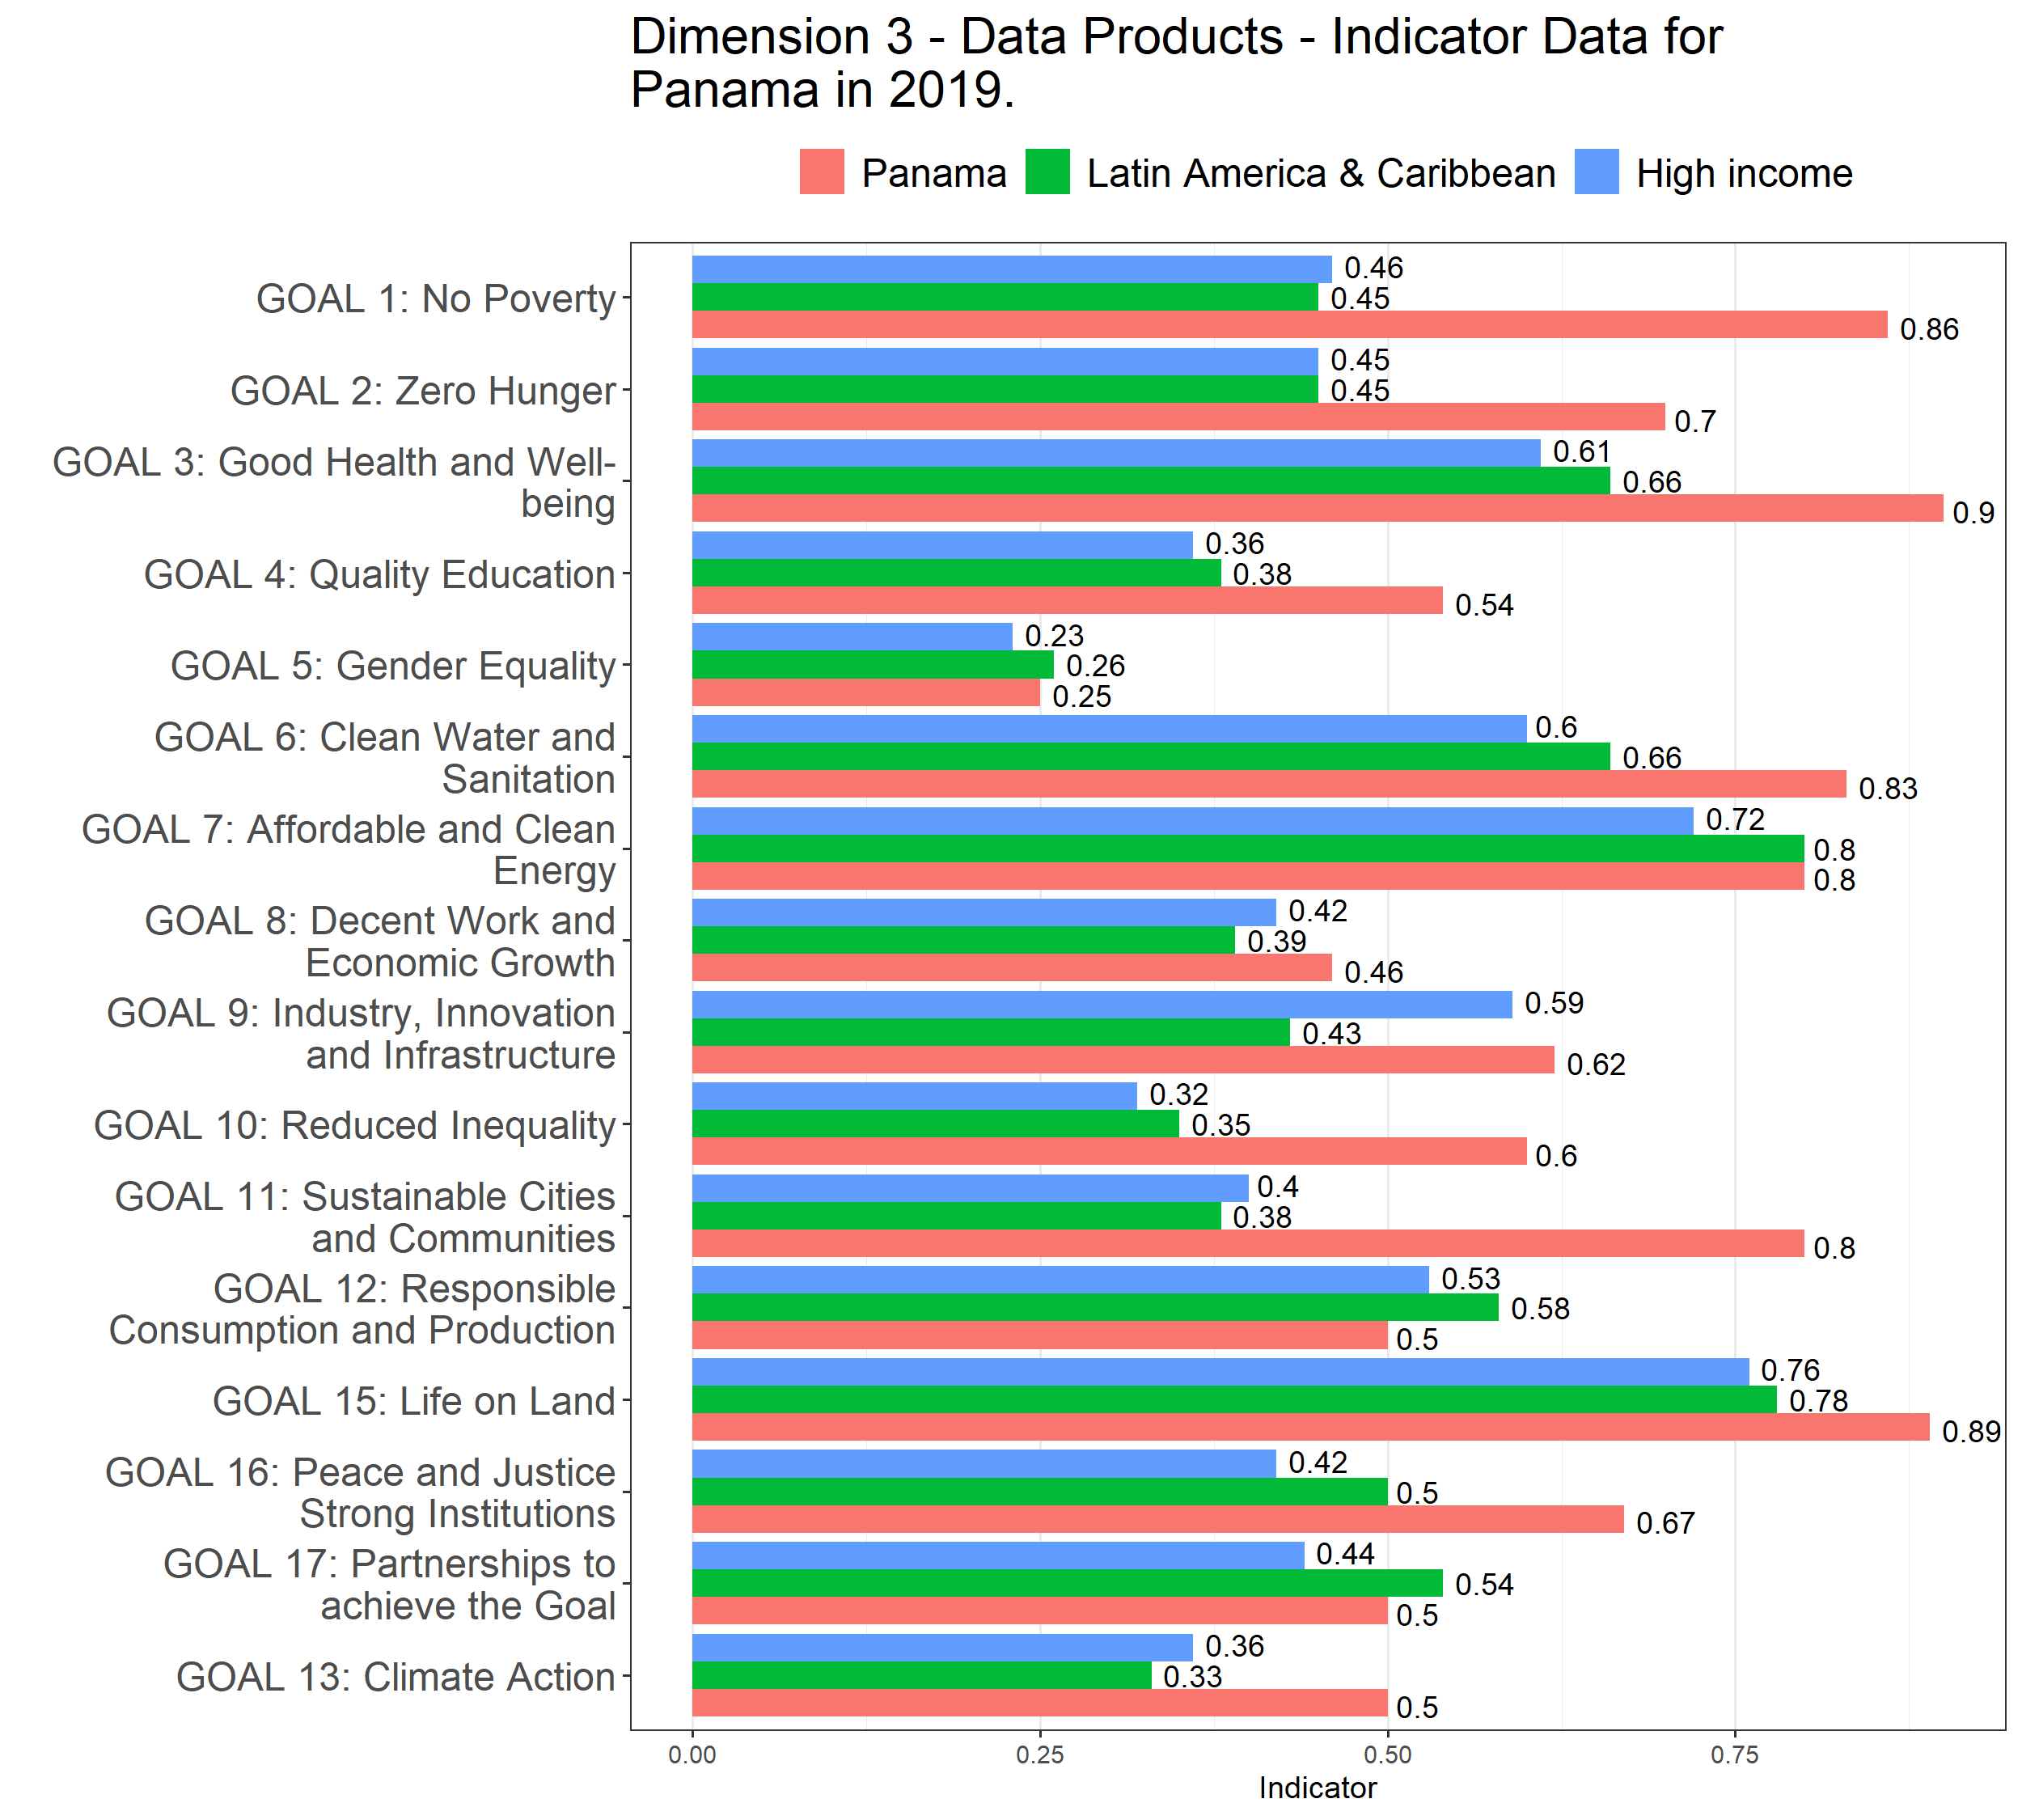 Dimension 3 - Data Products - Indicator Data for
Panama in 2019.
Panama Latin America & Caribbean High income
GOAL 1: No Poverty
0.46
0.45
0.86
GOAL 2: Zero Hunger
0.45
0.45
0.7
GOAL 3: Good Health and Well-
being
0.61
0.66
0.9
GOAL 4: Quality Education
0.36
0.38
0.54
GOAL 5: Gender Equality
0.23
0.26
0.25
GOAL 6: Clean Water and
Sanitation
0.6
0.66
0.83
GOAL 7: Affordable and Clean
Energy
0.72
0.8
0.8
GOAL 8: Decent Work and
Economic Growth
0.42
0.39
0.46
GOAL 9: Industry, Innovation
and Infrastructure
0.59
0.43
0.62
GOAL 10: Reduced Inequality
0.32
0.35
0.6
GOAL 11: Sustainable Cities
and Communities
0.4
0.38
0.8
GOAL 12: Responsible
Consumption and Production
0.53
0.58
0.5
GOAL 15: Life on Land
0.76
0.78
0.89
GOAL 16: Peace and Justice
Strong Institutions
0.42
0.5
0.67
GOAL 17: Partnerships to
achieve the Goal
0.44
0.54
0.5
GOAL 13: Climate Action
0.36
0.33
0.5
0.00 0.25 0.50 0.75
Indicator